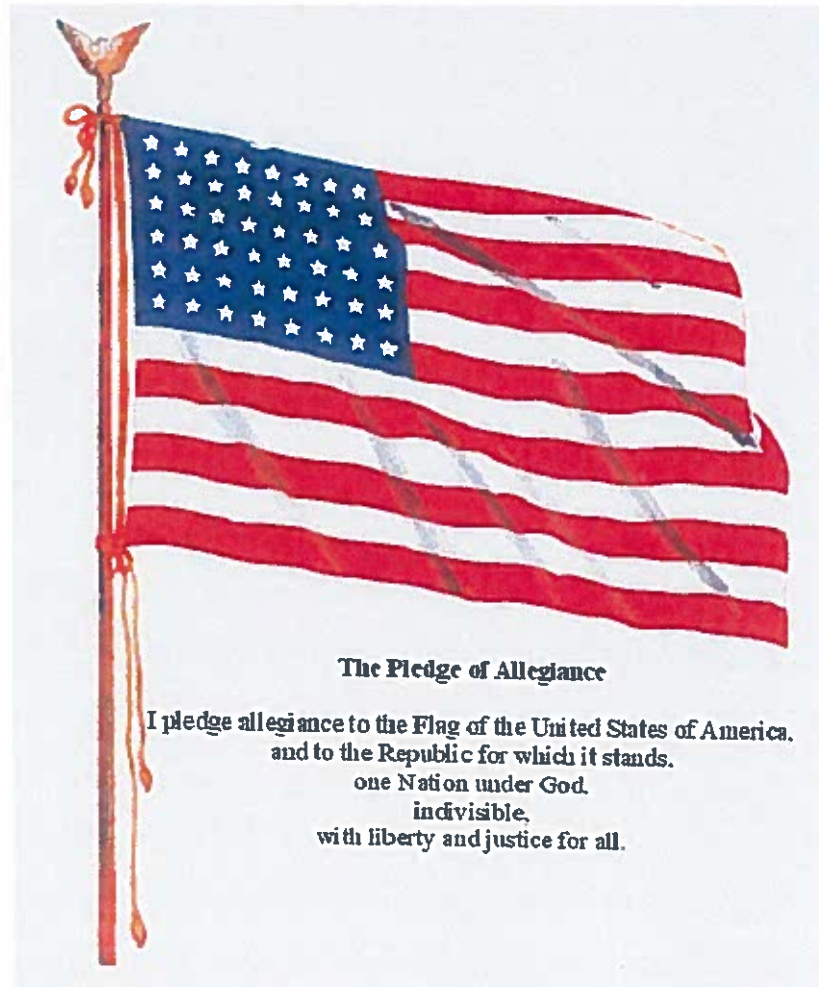 The Pledge of Allegiance
I pledge allegiance to the Flag of the United States of America,
and to the Republic for which it stands.
one Nation under God,
indivisible,
with liberty and justice for all.